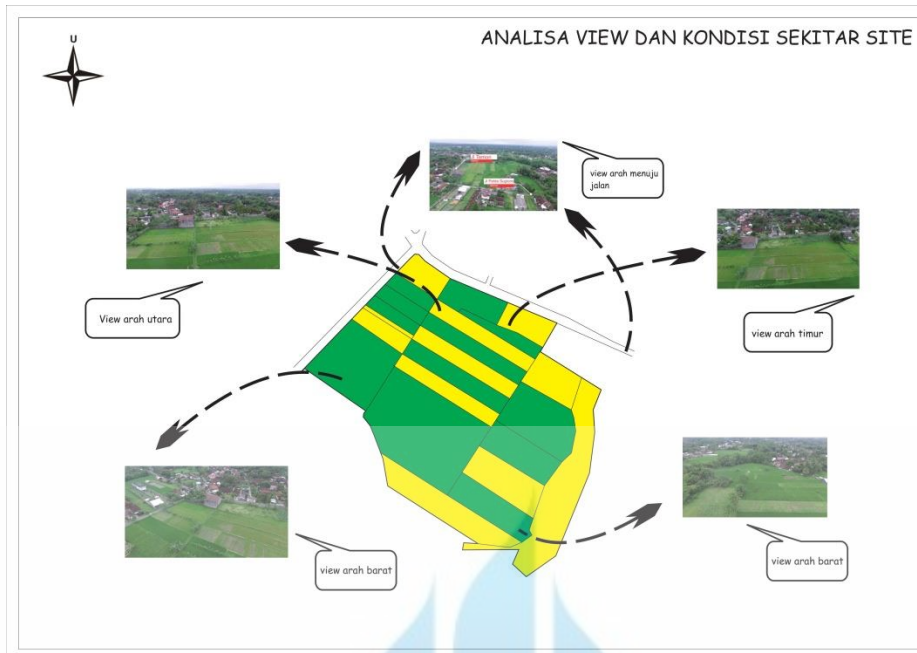 U
ANALISA VIEW DAN KONDISI SEKITAR SITE
view arah menuju
jalan
View arah utara
view arah timur
view arah barat
view arah barat